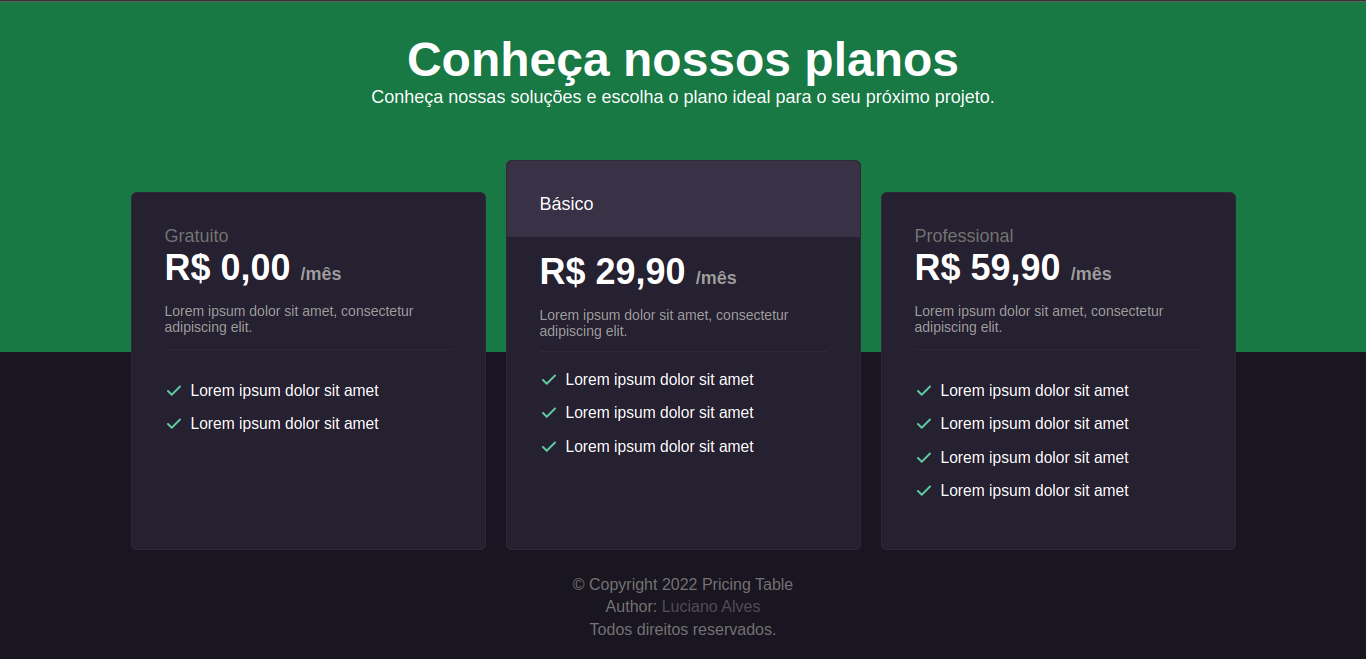 Conheça nossos planos
Conheça nossas soluções e escolha o plano ideal para o seu próximo projeto.
Gratuito
R$ 0,00 /mês
Lorem ipsum dolor sit amet, consectetur
adipiscing elit.
Lorem ipsum dolor sit amet
Lorem ipsum dolor sit amet
Básico
R$ 29,90 /mês
Lorem ipsum dolor sit amet, consectetur
adipiscing elit.
Lorem ipsum dolor sit amet
Lorem ipsum dolor sit amet
Lorem ipsum dolor sit amet
Professional
R$ 59,90 /mês
Lorem ipsum dolor sit amet, consectetur
adipiscing elit.
Lorem ipsum dolor sit amet
Lorem ipsum dolor sit amet
Lorem ipsum dolor sit amet
Lorem ipsum dolor sit amet
© Copyright 2022 Pricing Table
Author: Luciano Alves
Todos direitos reservados.